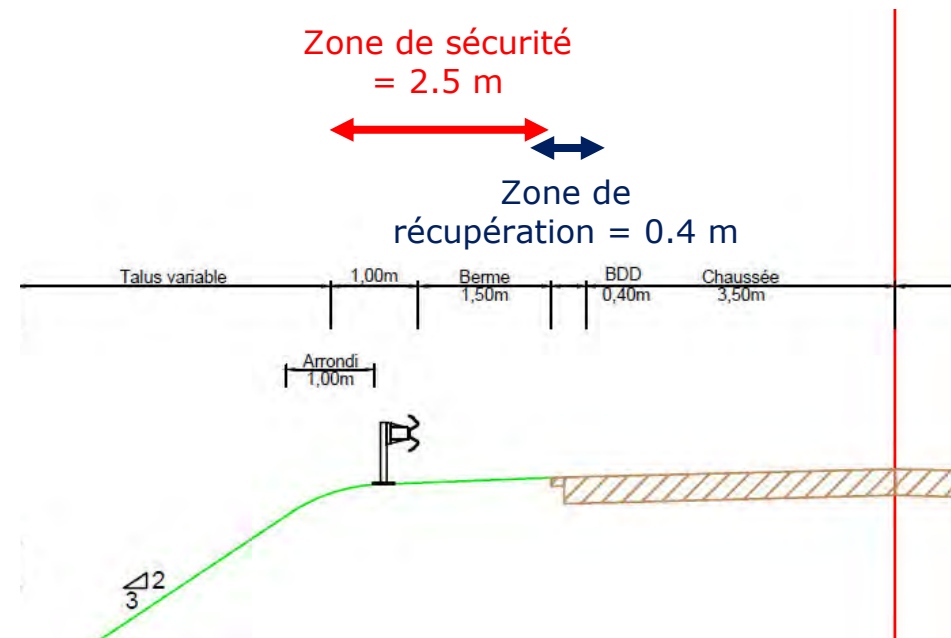 Zone de sécurité
= 2.5 m
Zone de
récupération = 0.4 m
Talus variable
1,00m
Berme
1,50m
BDD
0,40m
Chaussée
3,50m
Arrondi
1,00m
2
3